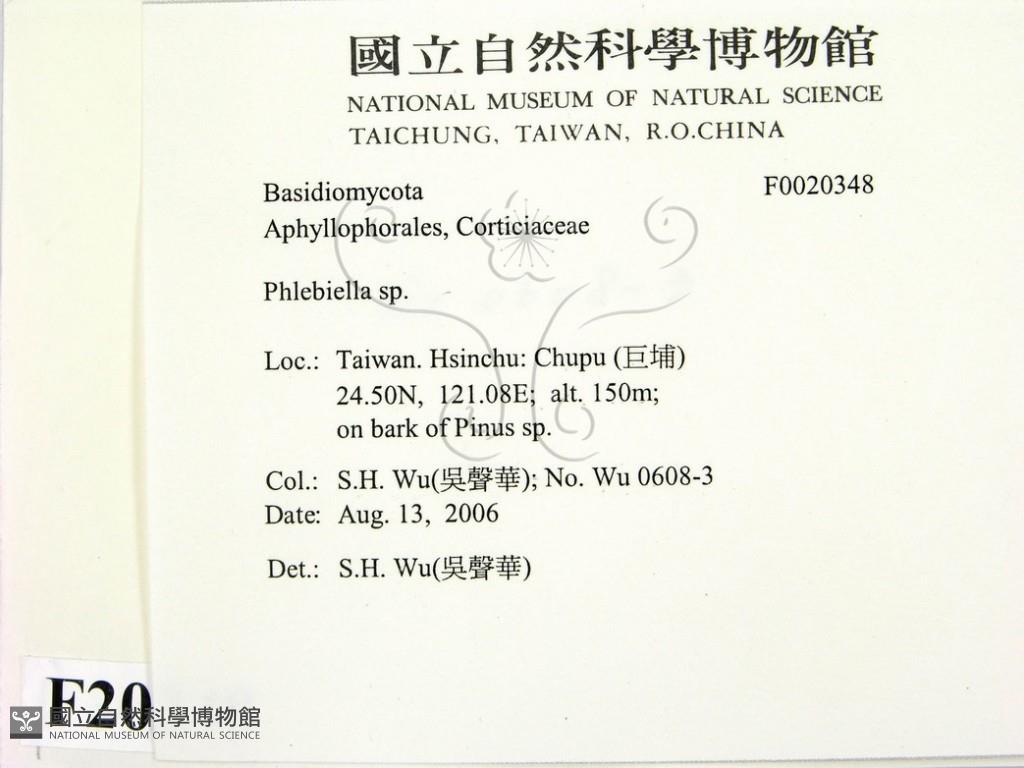 國立自然科學博物館
NATIONAL MUSEUM OF NATURAL SCIENCE
TAICHUNG, TAIWAN, R.O.CHINA
Basidiomycota F0020348
Aphyllophorales, Corticiaceae
Phlebiella sp.
Loc.: Taiwan. Hsinchu: Chupu (巨埔)
24.50N, 121.08E; alt. 150m;
on bark of Pinus sp.
Col.: S.H. Wu(吳聲華); No. Wu 0608-3
Date: Aug. 13, 2006
Det.: S.H. Wu(吳聲華)
F20
國立自然科學博物館
NATIONAL MUSEUM OF NATURAL SCIENCE